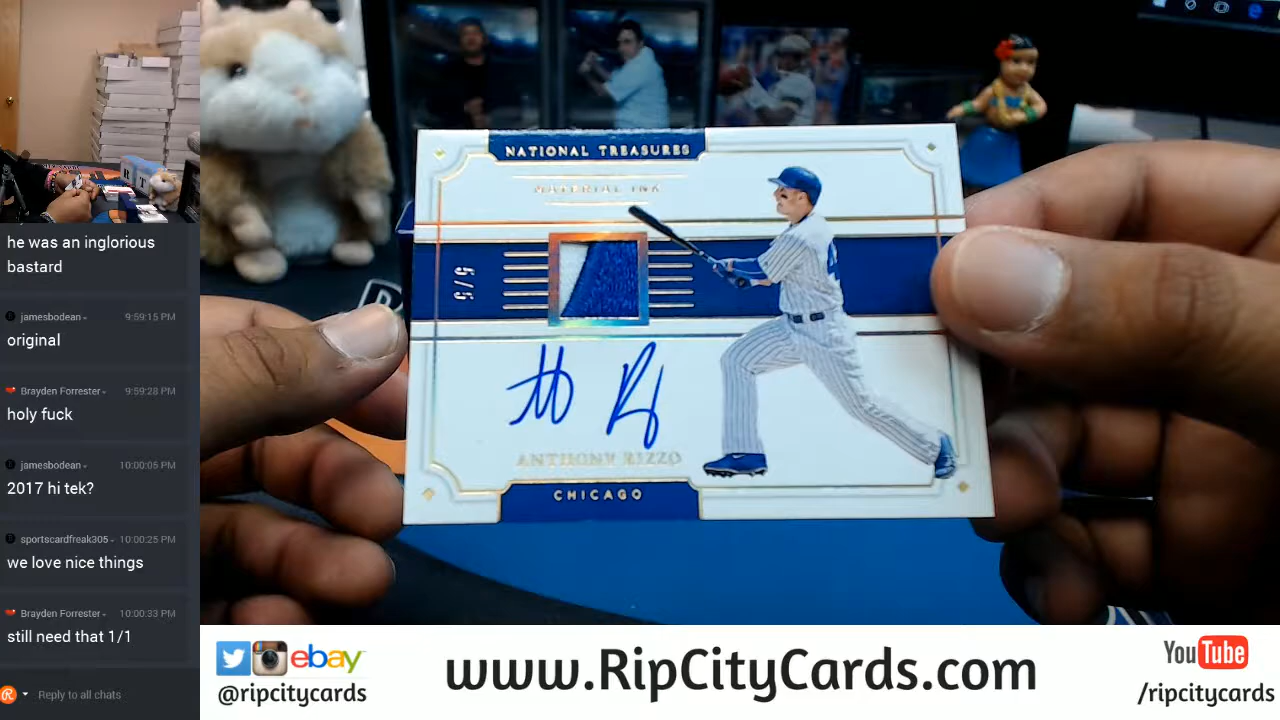 he was an inglorious
bastard
jamesbodean 9:59:15 PM
original
Brayden Forrester 9:59:28 PM
holy fuck
jamesbodean 10:00:05 PM
2017 hi tek?
sportscardfreak305 10:00:25 PM
we love nice things
Brayden Forrester 10:00:33 PM
still need that 1/1
Reply to all chats
NATIONAL TREASURES
MATERIAL INK
ANTHONY RIZZO
CHICAGO
ebay
@ripcitycards
www.RipCityCards.com
YouTube
/ripcitycards